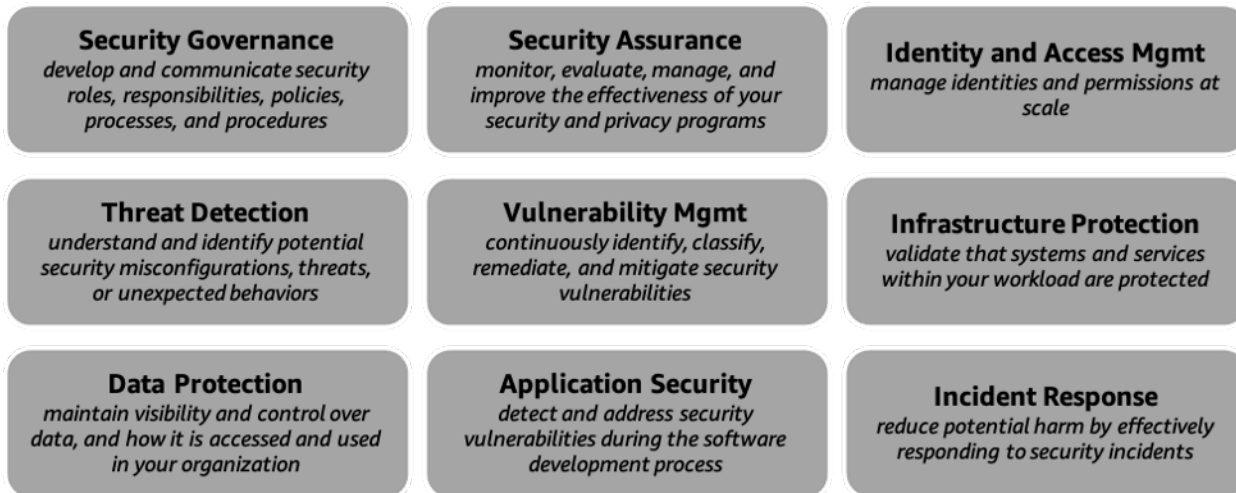 Security Governance
develop and communicate security
roles, responsibilities, policies,
processes, and procedures
Security Assurance
monitor, evaluate, manage, and
improve the effectiveness of your
security and privacy programs
Identity and Access Mgmt
manage identities and permissions at
scale
Threat Detection
understand and identify potential
security misconfigurations, threats,
or unexpected behaviors
Vulnerability Mgmt
continuously identify, classify,
remediate, and mitigate security
vulnerabilities
Infrastructure Protection
validate that systems and services
within your workload are protected
Data Protection
maintain visibility and control over
data, and how it is accessed and used
in your organization
Application Security
detect and address security
vulnerabilities during the software
development process
Incident Response
reduce potential harm by effectively
responding to security incidents